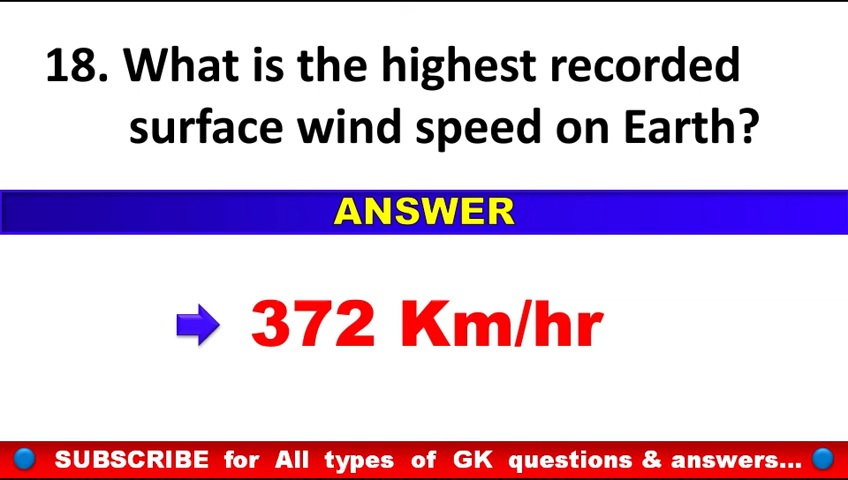 18. What is the highest recorded
surface wind speed on Earth?
ANSWER
372 Km/hr
SUBSCRIBE for All types of GK questions & answers...